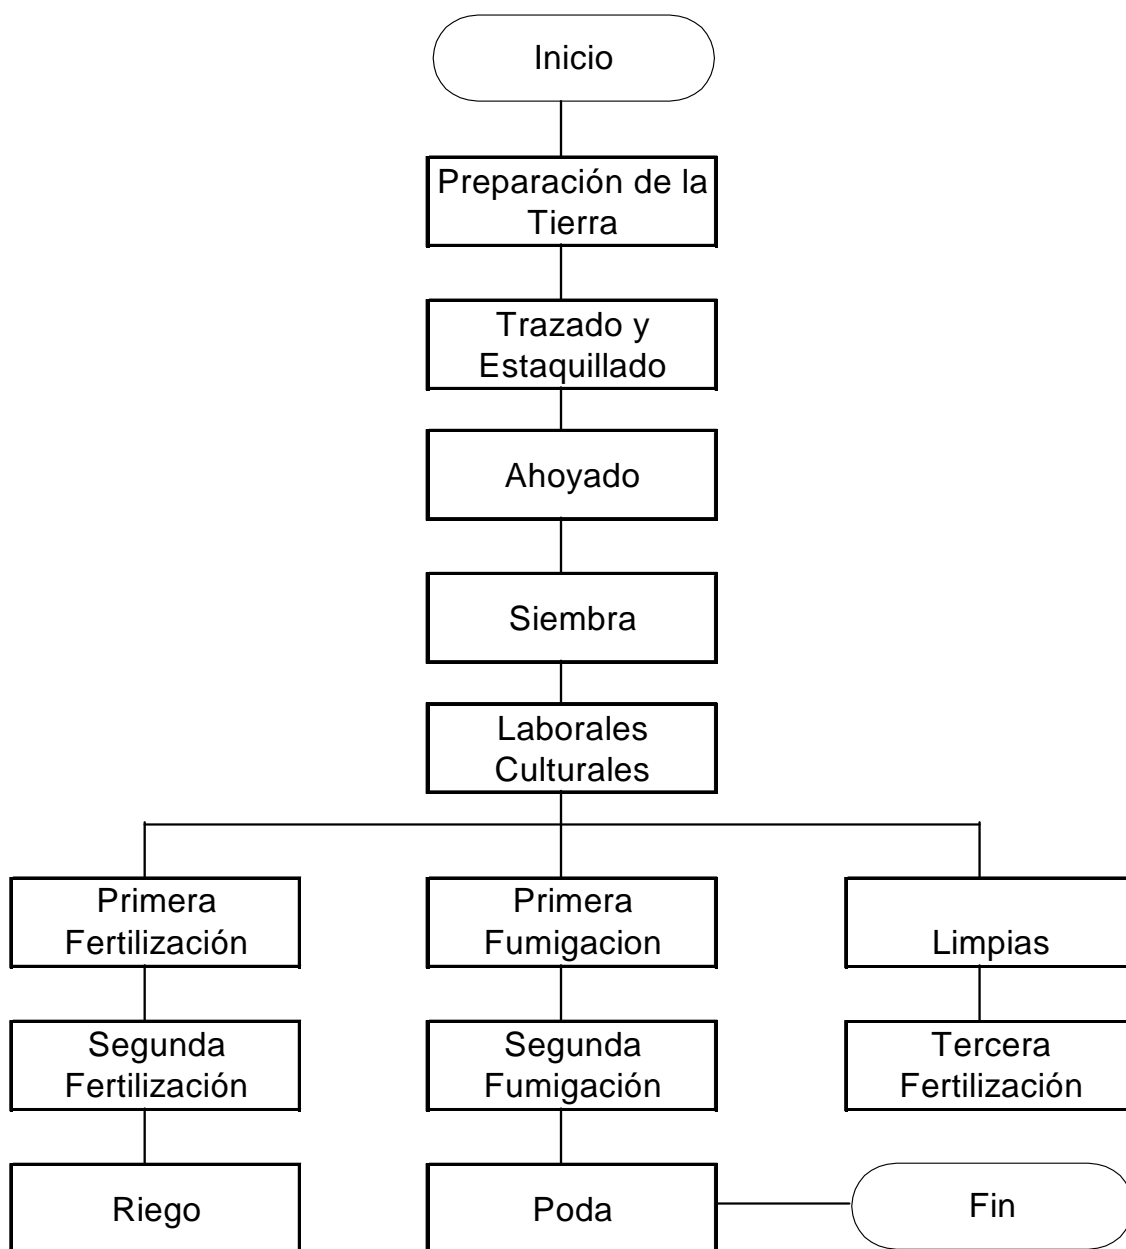 Inicio
Preparación de la
Tierra
Trazado y
Estaquillado
Ahoyado
Siembra
Laborales
Culturales
Primera
Fertilización
Primera
Fumigacion
Limpias
Segunda
Fertilización
Segunda
Fumigación
Tercera
Fertilización
Riego
Poda
Fin